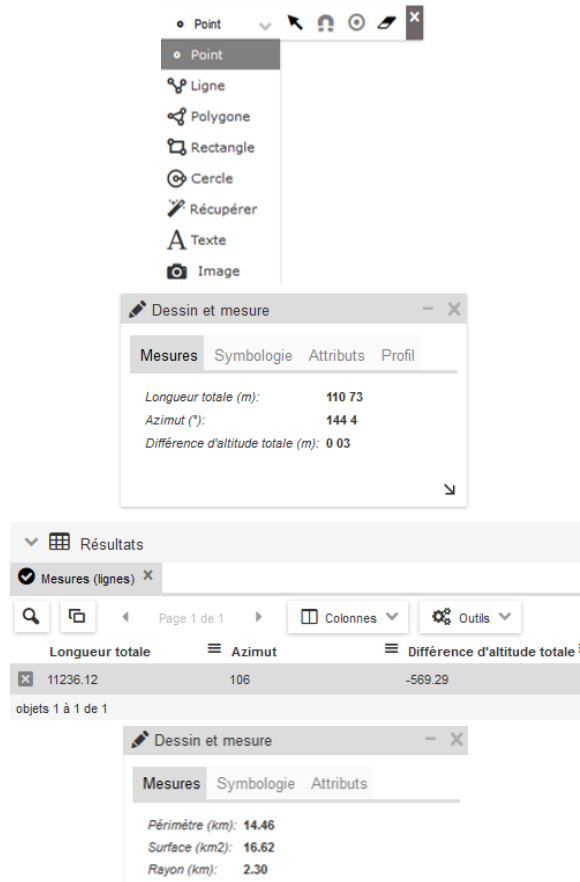 Point
Point
Ligne
Polygone
Rectangle
Cercle
Récupérer
Texte
Image
Dessin et mesure
Mesures Symbologie Attributs Profil
Longueur totale (m): 110 73
Azimut (°): 144 4
Différence d'altitude totale (m): 0 03
Résultats
Mesures (lignes)
Page 1 de 1 Colonnes Outils
Longueur totale Azimut Différence d'altitude totale
11236.12 106 -569.29
objets 1 à 1 de 1
Dessin et mesure
Mesures Symbologie Attributs
Périmètre (km): 14.46
Surface (km2): 16.62
Rayon (km): 2.30